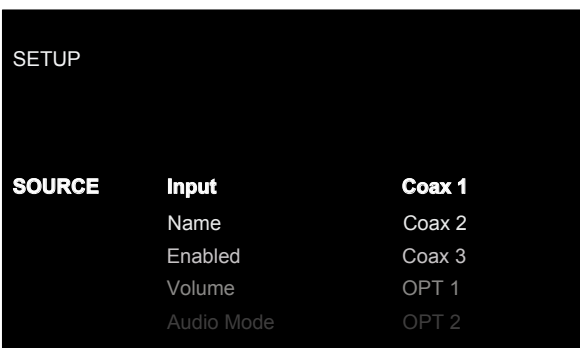 SETUP
SOURCE Input Coax 1
Name Coax 2
Enabled Coax 3
Volume OPT 1
Audio Mode OPT 2